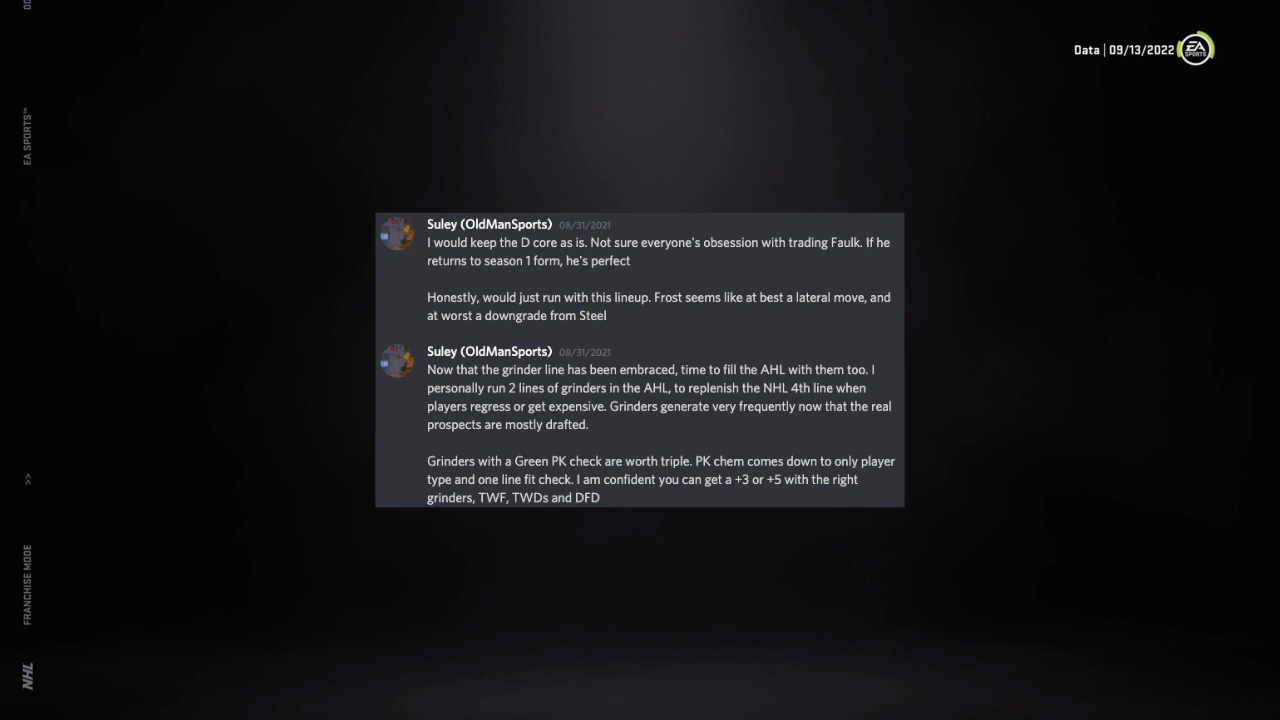 Data | 09/13/2022
EA SPORTS
EA SPORTS™
>>
FRANCHISE MODE
NHL
Suley (OldManSports) 08/31/2021
I would keep the D core as is. Not sure everyone's obsession with trading Faulk. If he
returns to season 1 form, he's perfect
Honestly, would just run with this lineup. Frost seems like at best a lateral move, and
at worst a downgrade from Steel
Suley (OldManSports) 08/31/2021
Now that the grinder line has been embraced, time to fill the AHL with them too. I
personally run 2 lines of grinders in the AHL, to replenish the NHL 4th line when
players regress or get expensive. Grinders generate very frequently now that the real
prospects are mostly drafted.
Grinders with a Green PK check are worth triple. PK chem comes down to only player
type and one line fit check. I am confident you can get a +3 or +5 with the right
grinders, TWF, TWDs and DFD